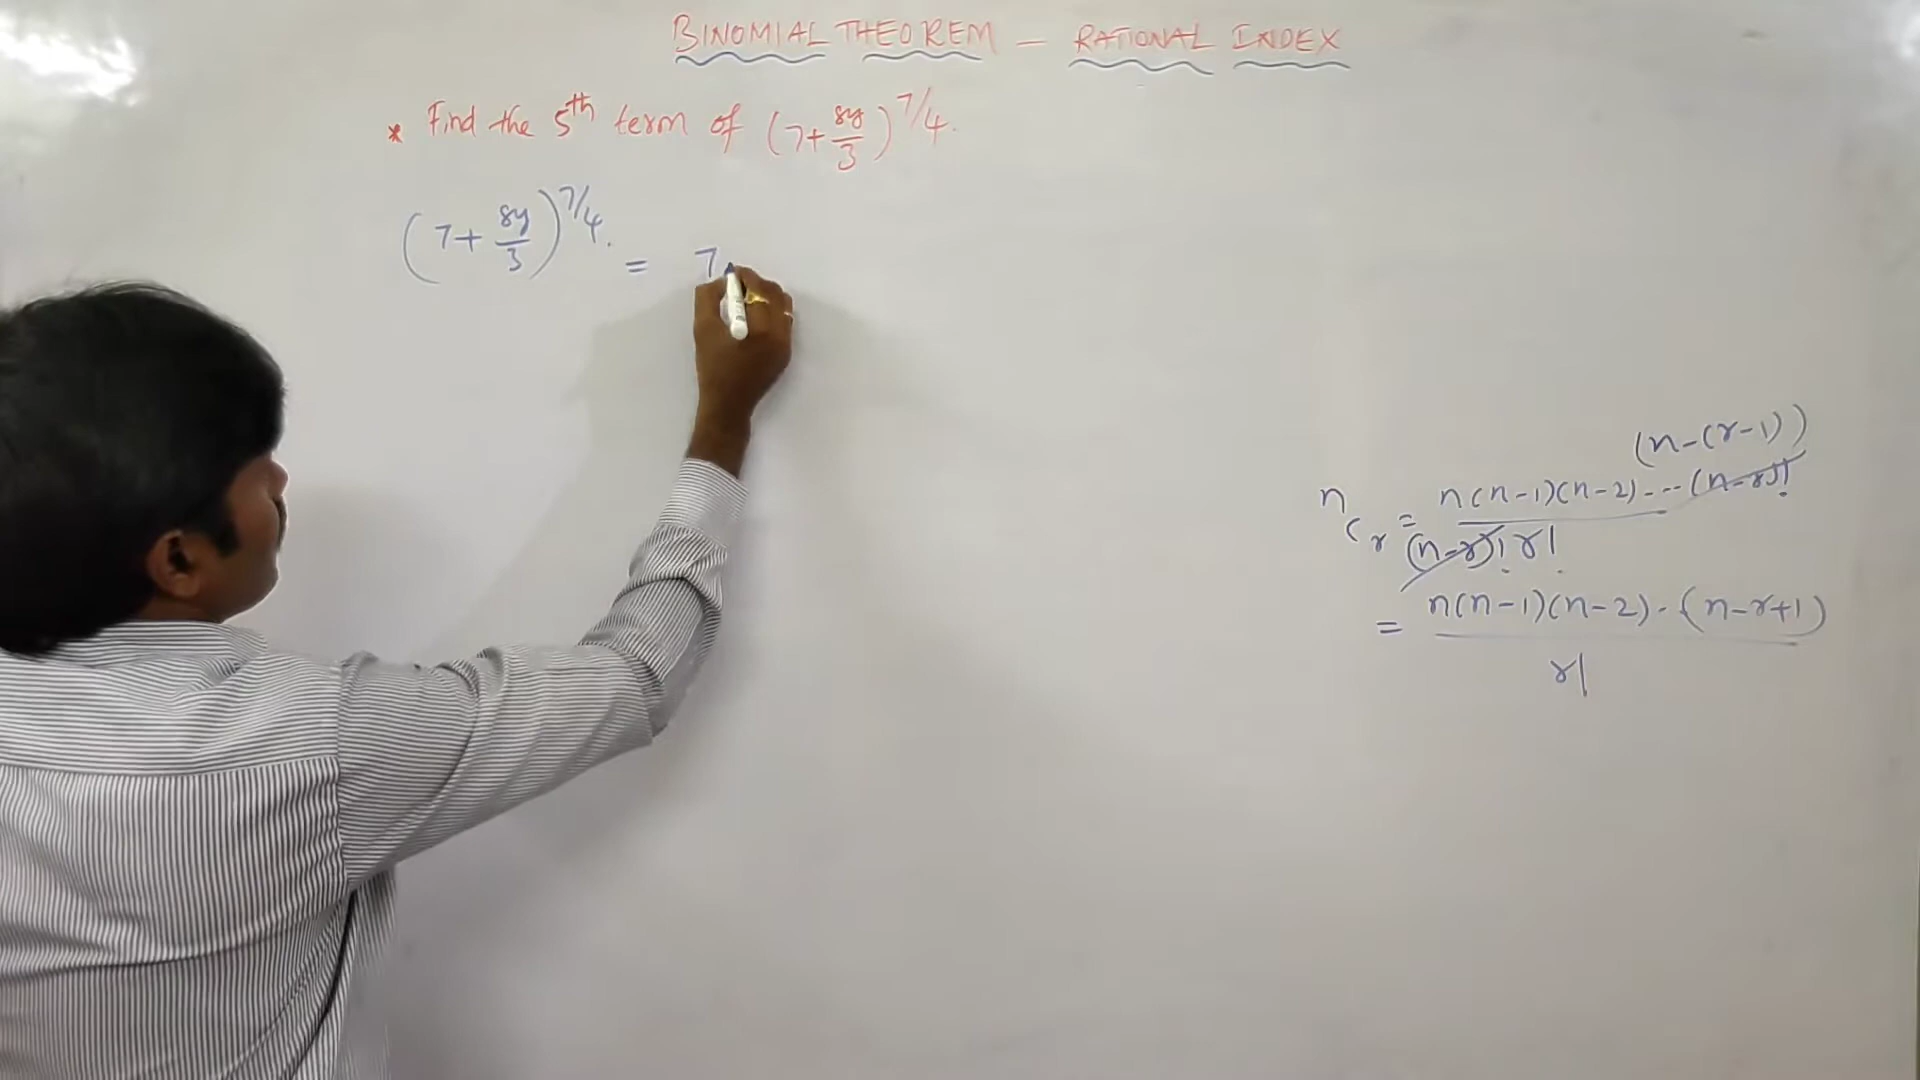 BINOMIAL THEOREM - RATIONAL INDEX
* Find the 5th term of (7+8y/3)^7/4.
(7+8y/3)^7/4. = 7
(n-(r-1))
nCr = n(n-1)(n-2)---(n-r)! / (n-r)! r!
= n(n-1)(n-2)-(n-r+1) / r!